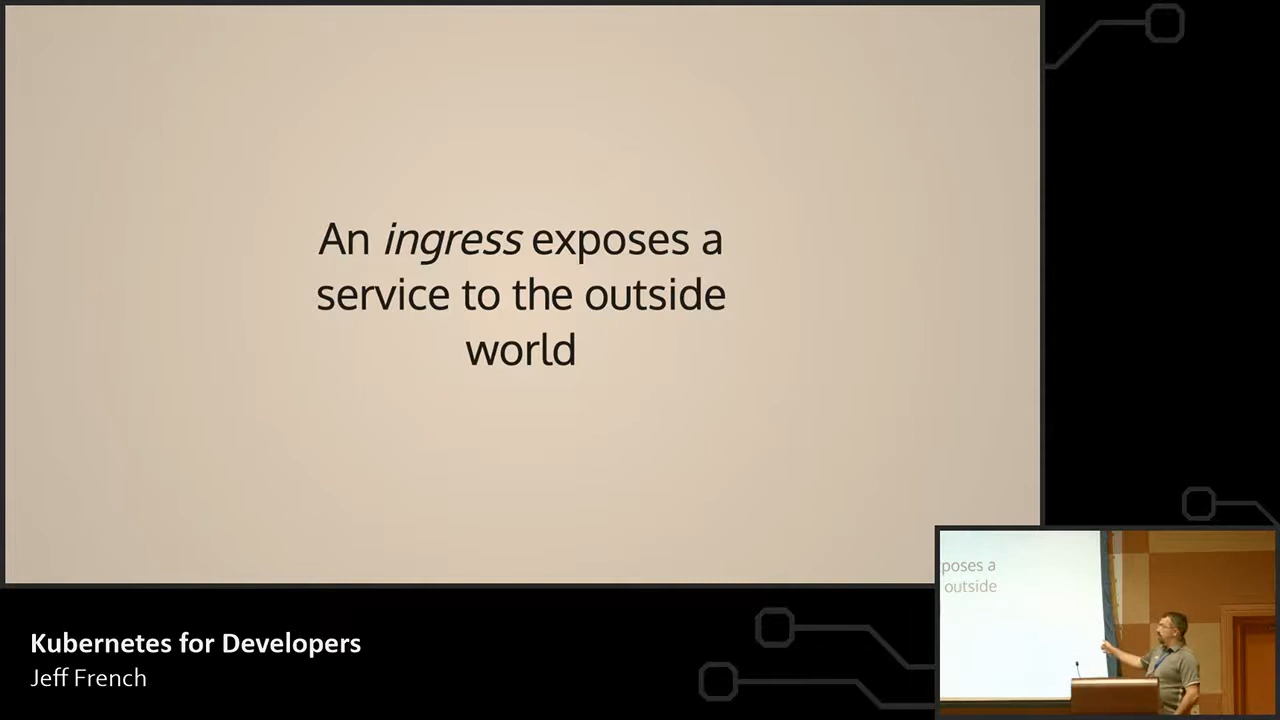 An ingress exposes a
service to the outside
world
poses a
outside
Kubernetes for Developers
Jeff French